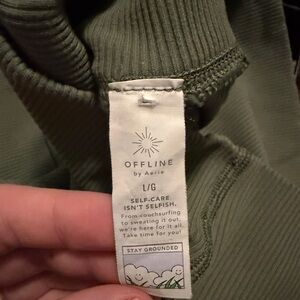 L
OFFLINE
by Aerie
L/G
SELF-CARE
ISN'T SELFISH.
From couchsurfing
to sweating it out,
we're here for it all.
Take time for you!
STAY GROUNDED